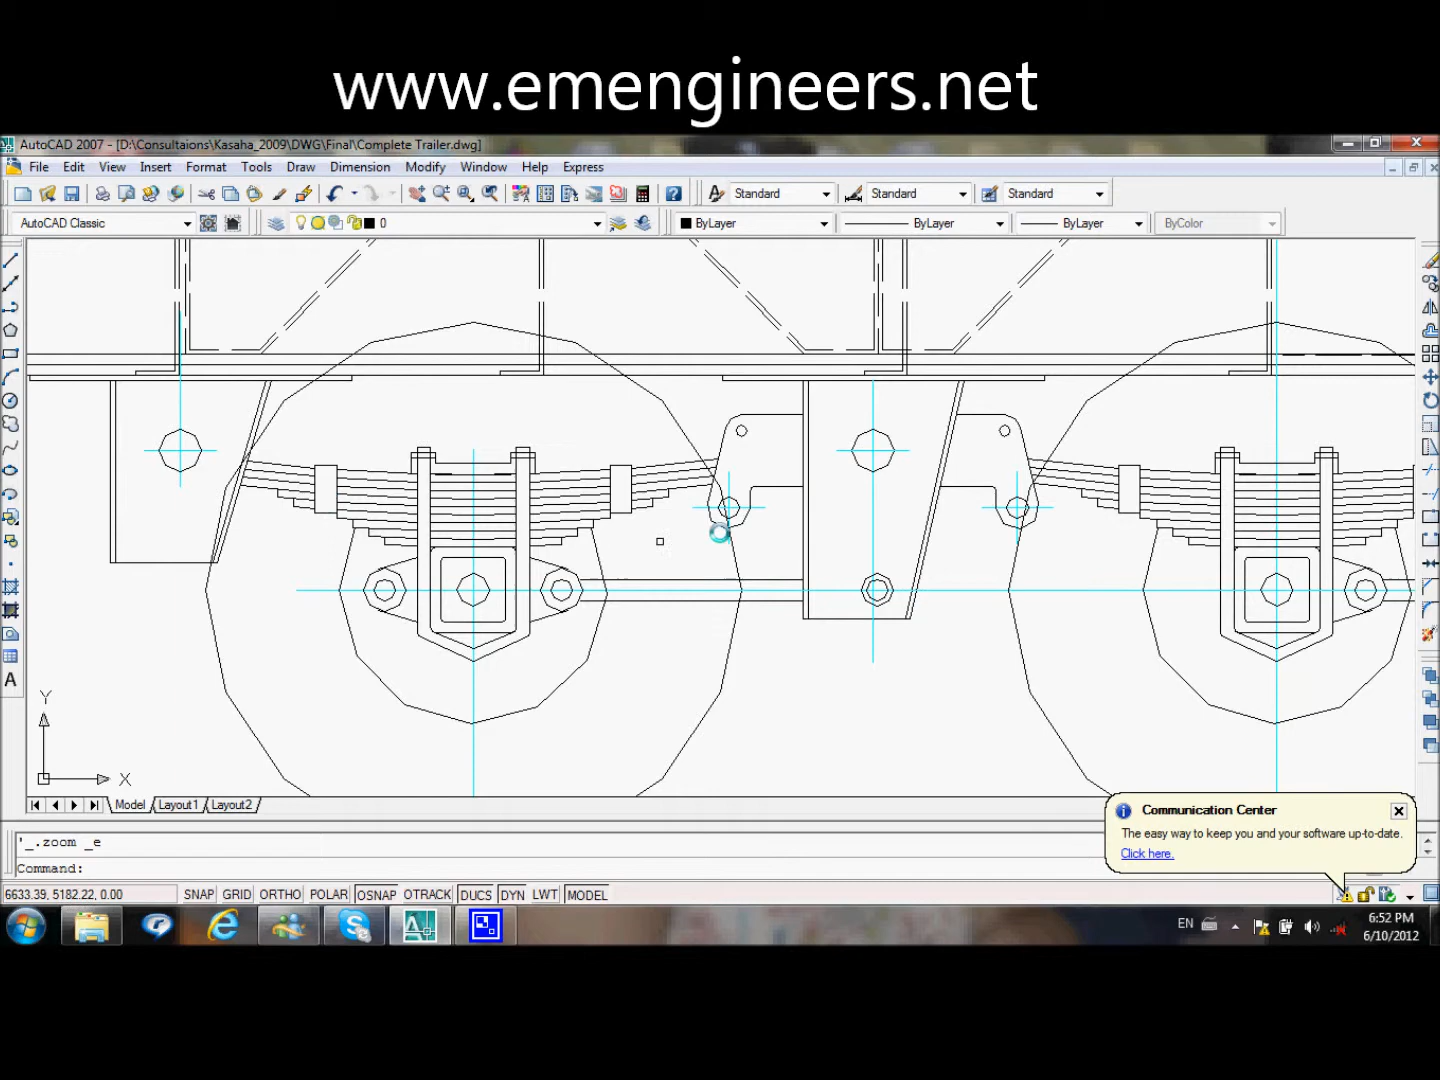 www.emengineers.net
AutoCAD 2007 - [D:\Consultaions\Kasaha_2009\DWG\Final\Complete Trailer.dwg]
File Edit View Insert Format Tools Draw Dimension Modify Window Help Express
Standard Standard Standard
AutoCAD Classic 0 ByLayer ByLayer ByLayer ByColor
A
Y
X
Model Layout1 Layout2
Communication Center
The easy way to keep you and your software up-to-date.
Click here.
'_.zoom _e
Command:
6633.39, 5182.22, 0.00 SNAP GRID ORTHO POLAR OSNAP OTRACK DUCS DYN LWT MODEL
EN 6:52 PM
6/10/2012